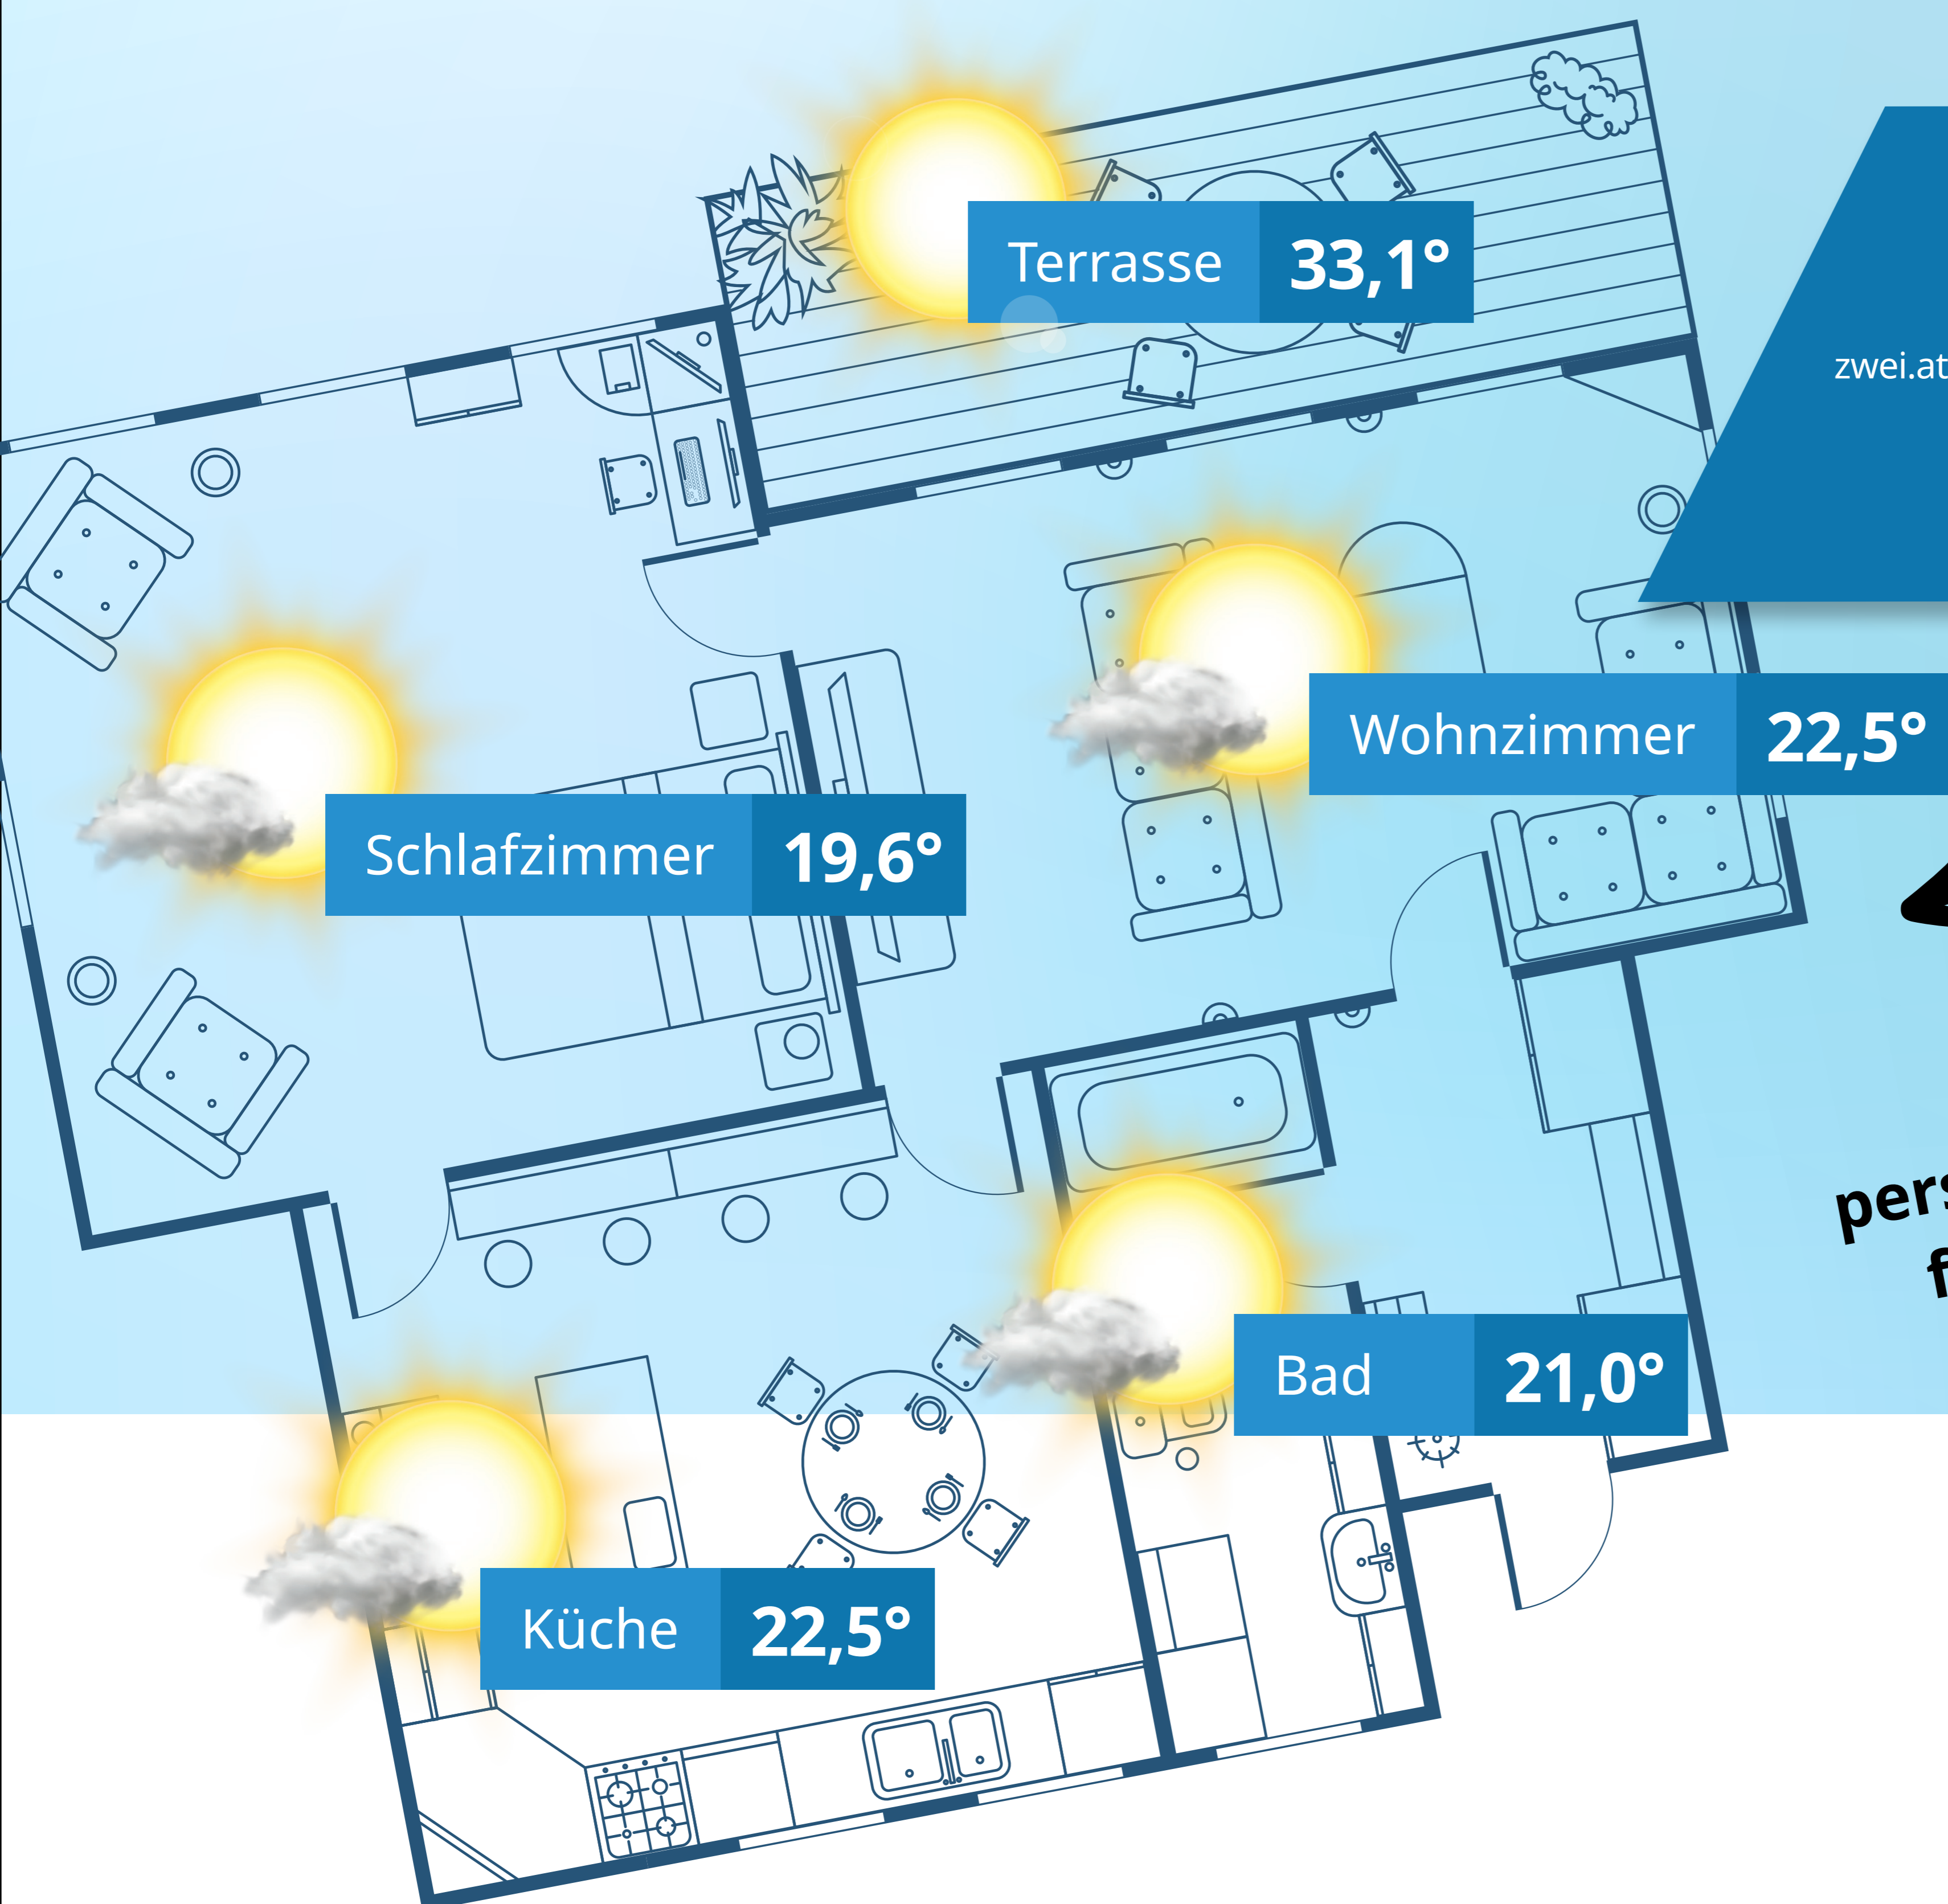 Terrasse 33,1°
zwei.at
Wohnzimmer 22,5°
Schlafzimmer 19,6°
Bad 21,0°
Küche 22,5°